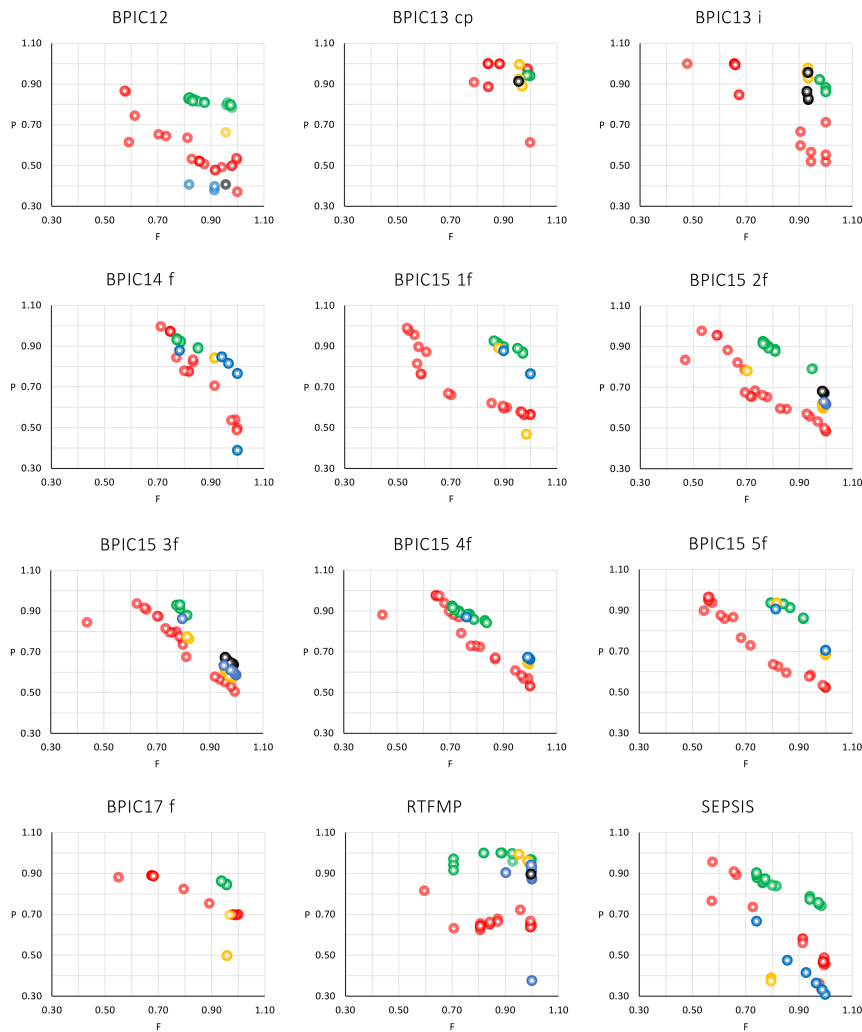 BPIC12 BPIC13 cp BPIC13 i
1.10 1.10 1.10
0.90 0.90 0.90
P 0.70 P 0.70 P 0.70
0.50 0.50 0.50
0.30 0.30 0.30
0.30 0.50 0.70 0.90 1.10 0.30 0.50 0.70 0.90 1.10 0.30 0.50 0.70 0.90 1.10
F F F
BPIC14 f BPIC15 1f BPIC15 2f
1.10 1.10 1.10
0.90 0.90 0.90
P 0.70 P 0.70 P 0.70
0.50 0.50 0.50
0.30 0.30 0.30
0.30 0.50 0.70 0.90 1.10 0.30 0.50 0.70 0.90 1.10 0.30 0.50 0.70 0.90 1.10
F F F
BPIC15 3f BPIC15 4f BPIC15 5f
1.10 1.10 1.10
0.90 0.90 0.90
P 0.70 P 0.70 P 0.70
0.50 0.50 0.50
0.30 0.30 0.30
0.30 0.50 0.70 0.90 1.10 0.30 0.50 0.70 0.90 1.10 0.30 0.50 0.70 0.90 1.10
F F F
BPIC17 f RTFMP SEPSIS
1.10 1.10 1.10
0.90 0.90 0.90
P 0.70 P 0.70 P 0.70
0.50 0.50 0.50
0.30 0.30 0.30
0.30 0.50 0.70 0.90 1.10 0.30 0.50 0.70 0.90 1.10 0.30 0.50 0.70 0.90 1.10
F F F